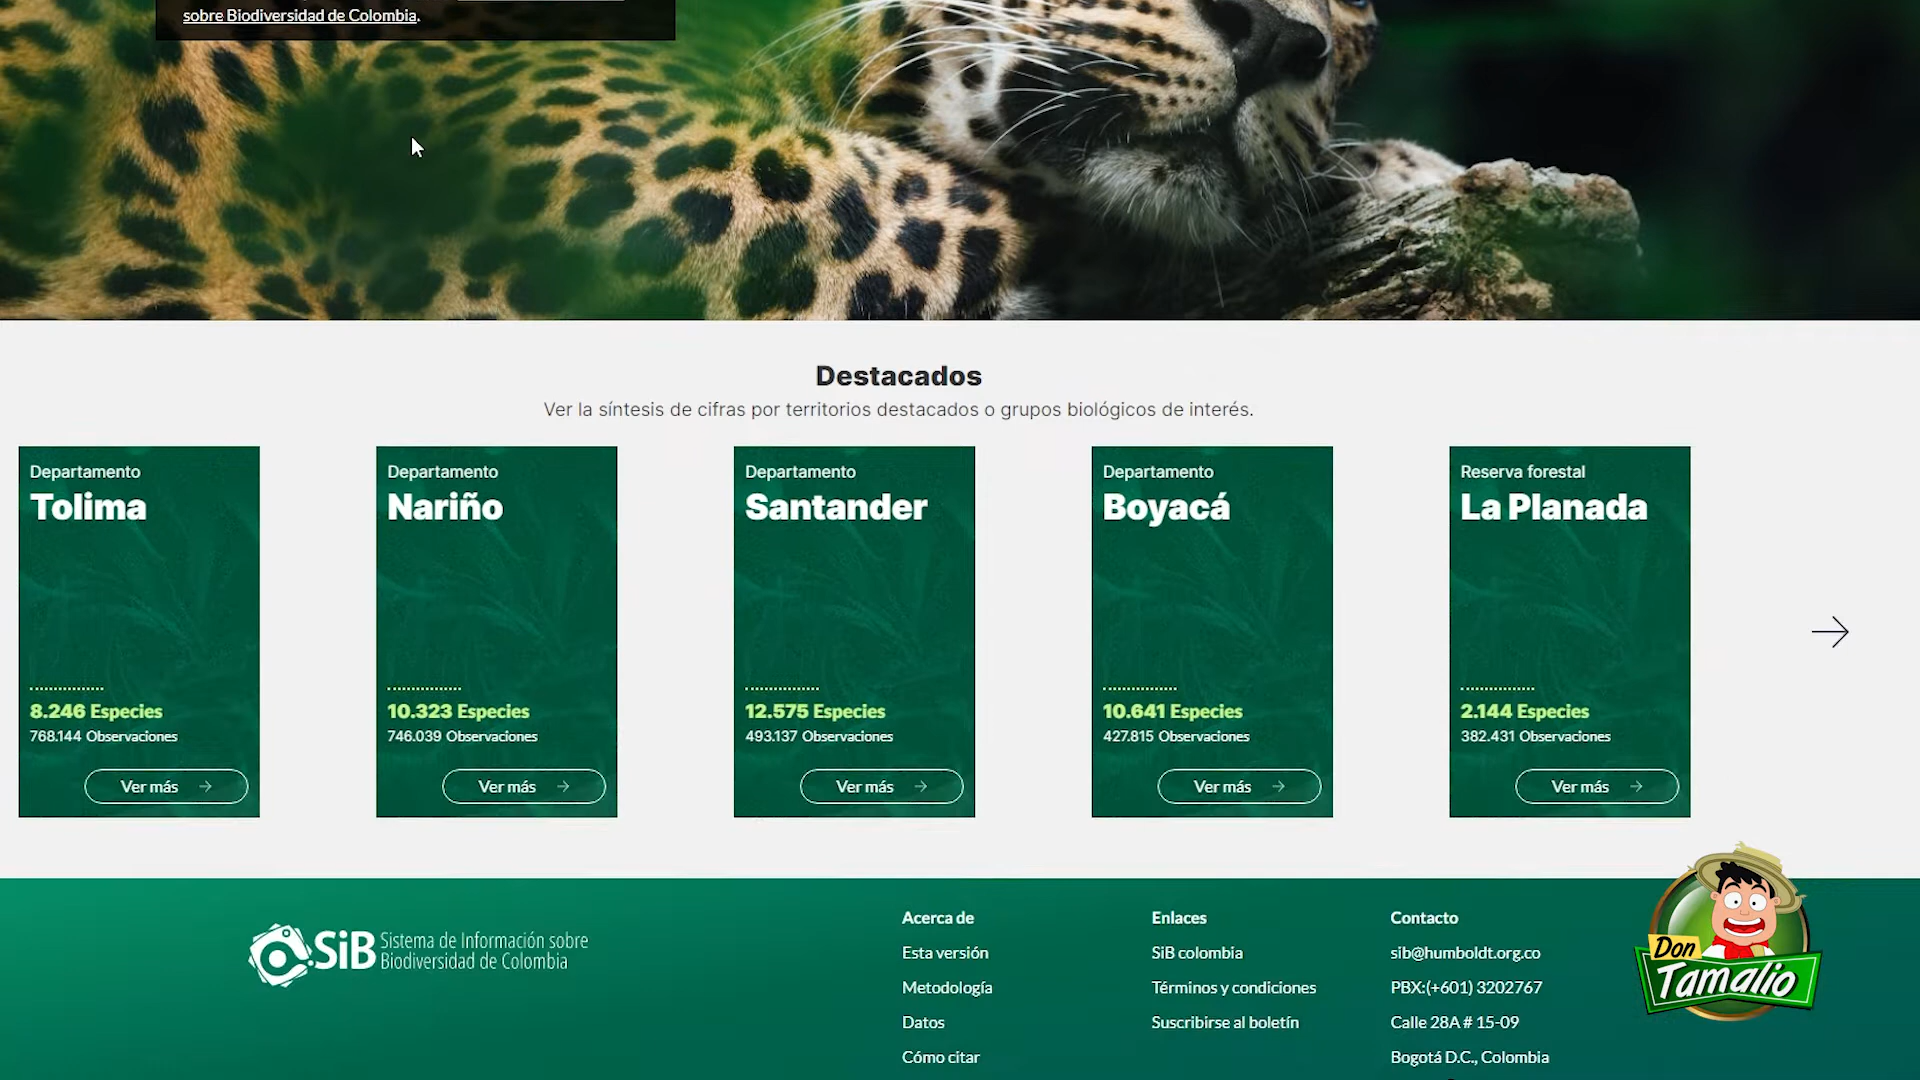 sobre Biodiversidad de Colombia.
Destacados
Ver la síntesis de cifras por territorios destacados o grupos biológicos de interés.
Departamento
Tolima
8.246 Especies
768.144 Observaciones
Ver más
Departamento
Nariño
10.323 Especies
746.039 Observaciones
Ver más
Departamento
Santander
12.575 Especies
493.137 Observaciones
Ver más
Departamento
Boyacá
10.641 Especies
427.815 Observaciones
Ver más
Reserva forestal
La Planada
2.144 Especies
382.431 Observaciones
Ver más
SiB Sistema de Información sobre
Biodiversidad de Colombia
Acerca de
Esta versión
Metodología
Datos
Cómo citar
Enlaces
SiB colombia
Términos y condiciones
Suscribirse al boletín
Contacto
sib@humboldt.org.co
PBX:(+601) 3202767
Calle 28A # 15-09
Bogotá D.C., Colombia
Don
Tamalio